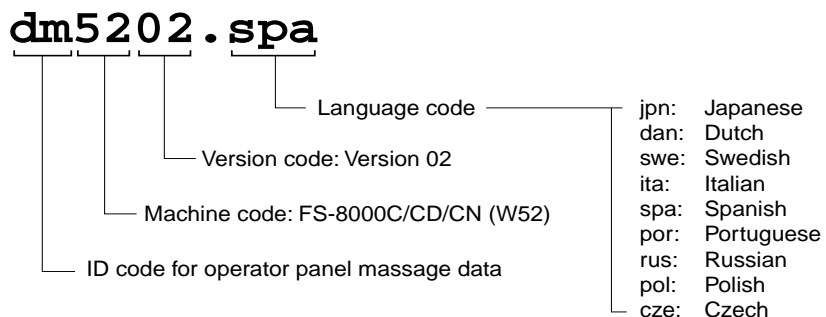 dm5202.spa
Language code
Version code: Version 02
Machine code: FS-8000C/CD/CN (W52)
ID code for operator panel massage data
jpn: Japanese
dan: Dutch
swe: Swedish
ita: Italian
spa: Spanish
por: Portuguese
rus: Russian
pol: Polish
cze: Czech